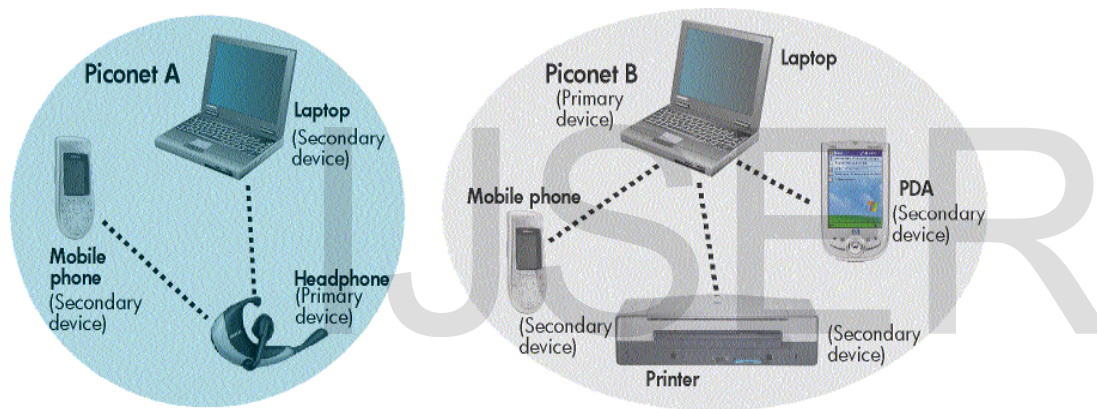 Piconet A
Laptop
(Secondary
device)
Mobile
phone
(Secondary
device)
Headphone
(Primary
device)
Piconet B
(Primary
device)
Laptop
Mobile phone
(Secondary
device)
PDA
(Secondary
device)
(Secondary
device)
Printer
IJSER